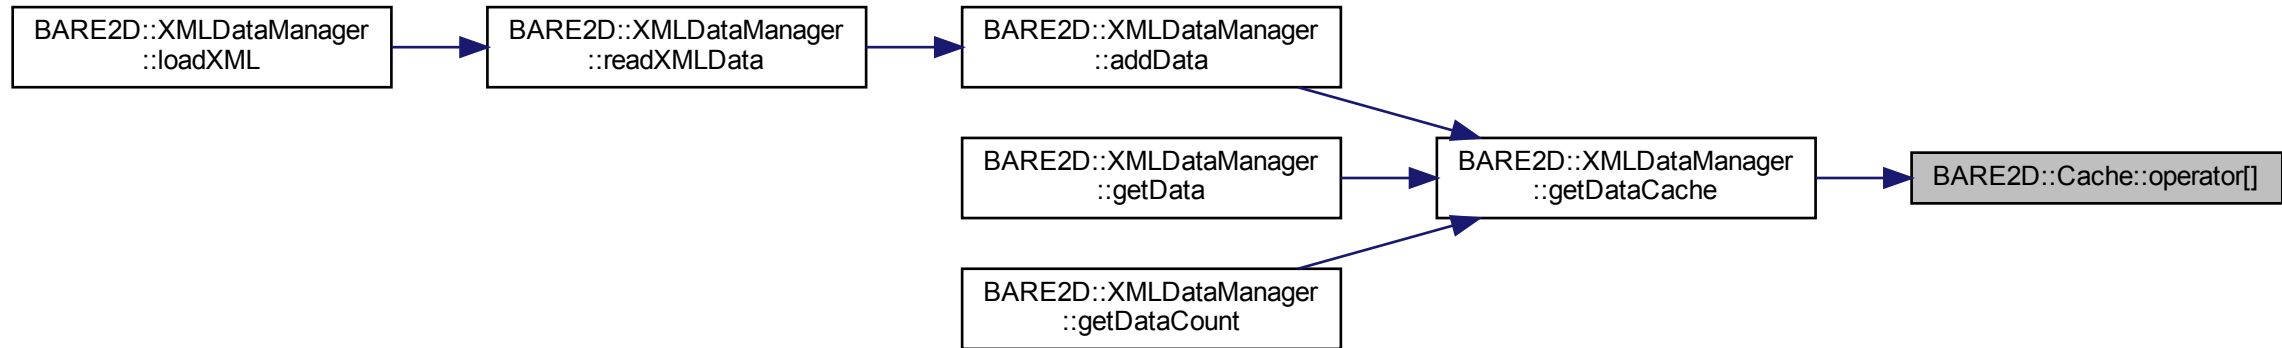 BARE2D::XMLDataManager
::loadXML
BARE2D::XMLDataManager
::readXMLData
BARE2D::XMLDataManager
::addData
BARE2D::XMLDataManager
::getData
BARE2D::XMLDataManager
::getDataCount
BARE2D::XMLDataManager
::getDataCache
BARE2D::Cache::operator[]